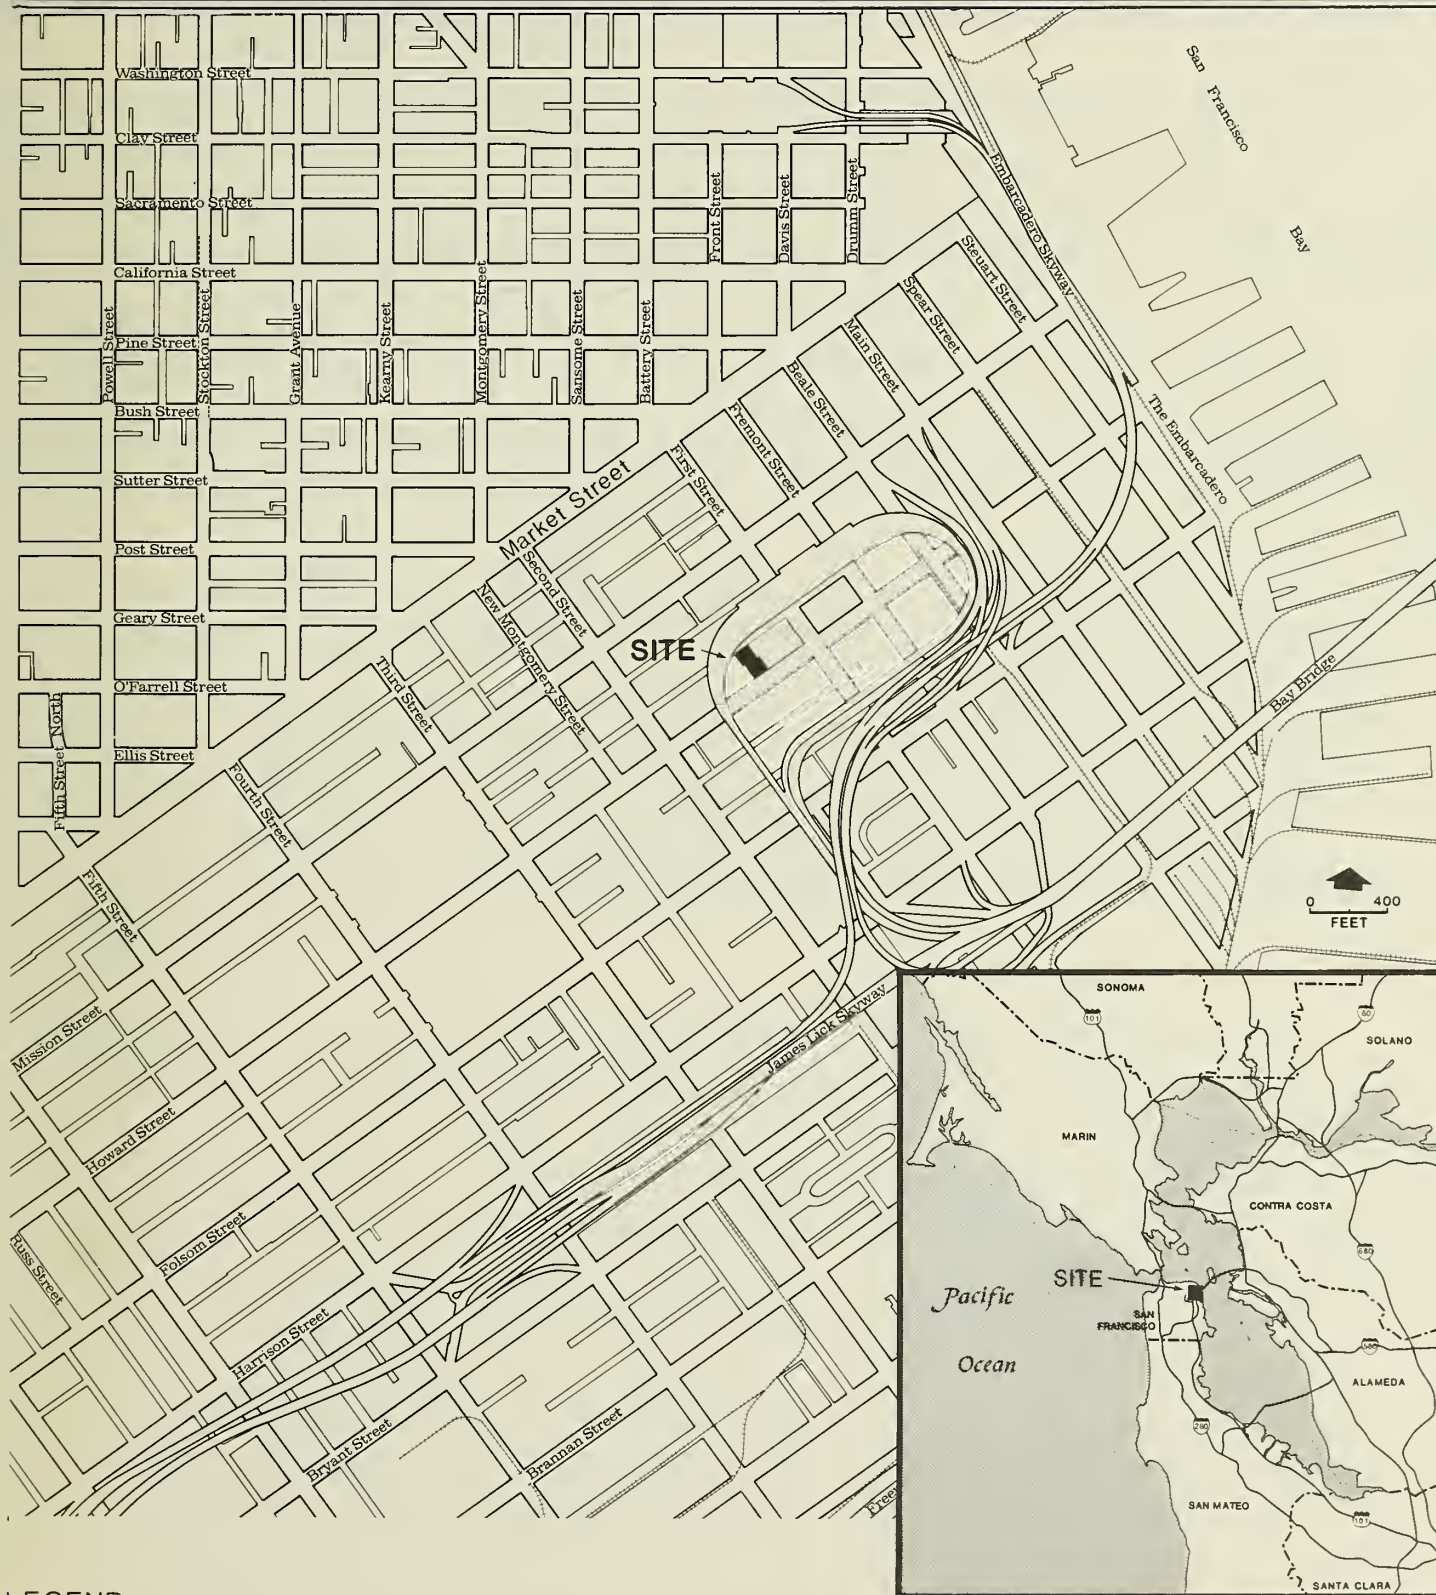 Washington Street
Clay Street
Sacramento Street
California Street
Pine Street
Bush Street
Sutter Street
Post Street
Geary Street
O'Farrell Street
Ellis Street
Powell Street
Stockton Street
Grant Avenue
Kearny Street
Montgomery Street
Sansome Street
Battery Street
Front Street
Davis Street
Drumm Street
San
Francisco
Bay
Embarcadero Skyway
The Embarcadero
Bay Bridge
Steuart Street
Spear Street
Main Street
Beale Street
Fremont Street
First Street
Market Street
Second Street
New Montgomery Street
Third Street
Fourth Street
Fifth Street North
Fifth Street
SITE
Mission Street
Howard Street
Russ Street
Folsom Street
Harrison Street
Bryant Street
Brannan Street
James Lick Skyway
0 400
FEET
SONOMA
101
80
SOLANO
MARIN
CONTRA COSTA
680
SITE
Pacific
Ocean
SAN
FRANCISCO
580
ALAMEDA
280
SAN MATEO
101
SANTA CLARA